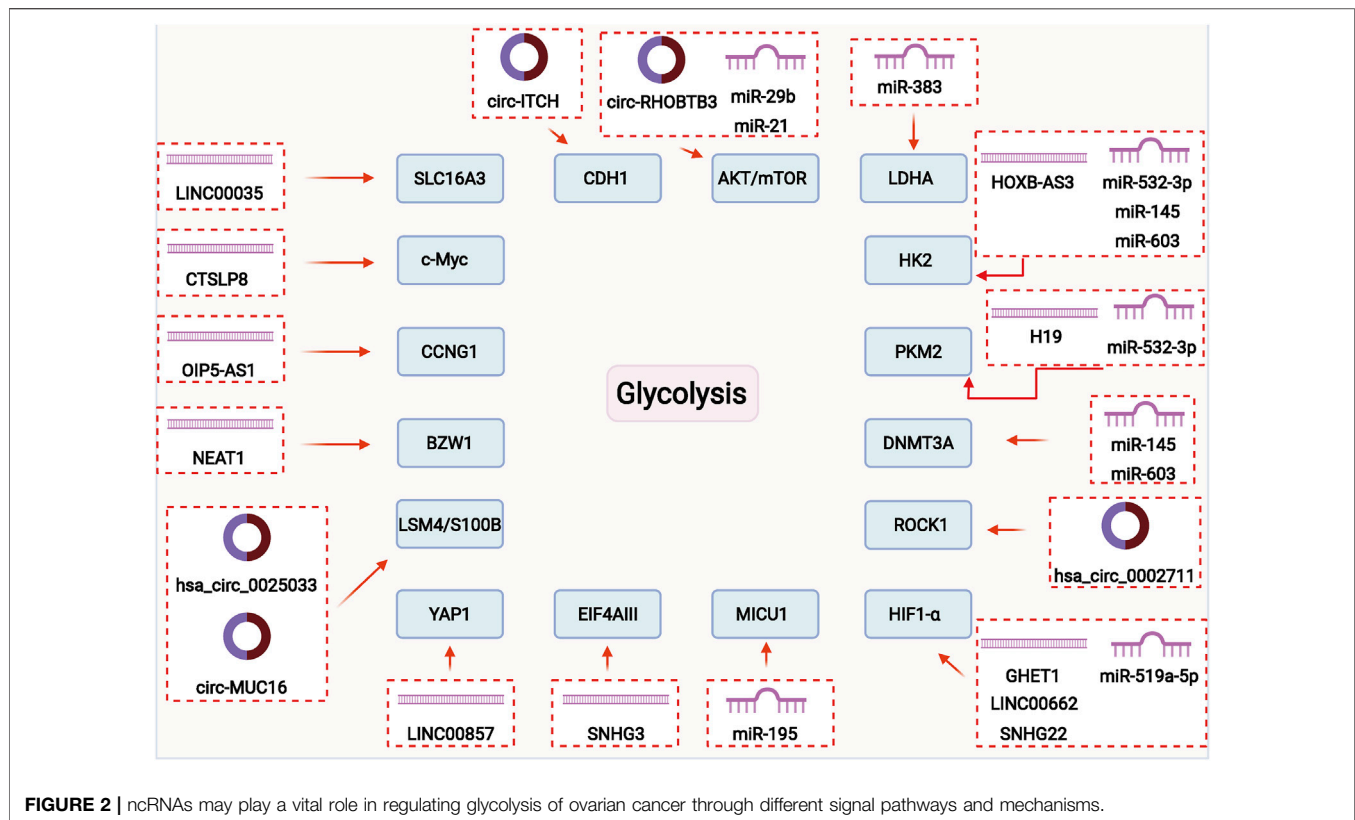 circ-ITCH
circ-RHOBTB3
miR-29b
miR-21
miR-383
LINC00035
SLC16A3
CDH1
AKT/mTOR
LDHA
HOXB-AS3
miR-532-3p
miR-145
miR-603
CTSLP8
c-Myc
HK2
OIP5-AS1
CCNG1
PKM2
H19
miR-532-3p
Glycolysis
NEAT1
BZW1
DNMT3A
miR-145
miR-603
hsa_circ_0025033
circ-MUC16
LSM4/S100B
ROCK1
hsa_circ_0002711
YAP1
EIF4AIII
MICU1
HIF1-α
LINC00857
SNHG3
miR-195
GHET1
LINC00662
SNHG22
miR-519a-5p
FIGURE 2 | ncRNAs may play a vital role in regulating glycolysis of ovarian cancer through different signal pathways and mechanisms.